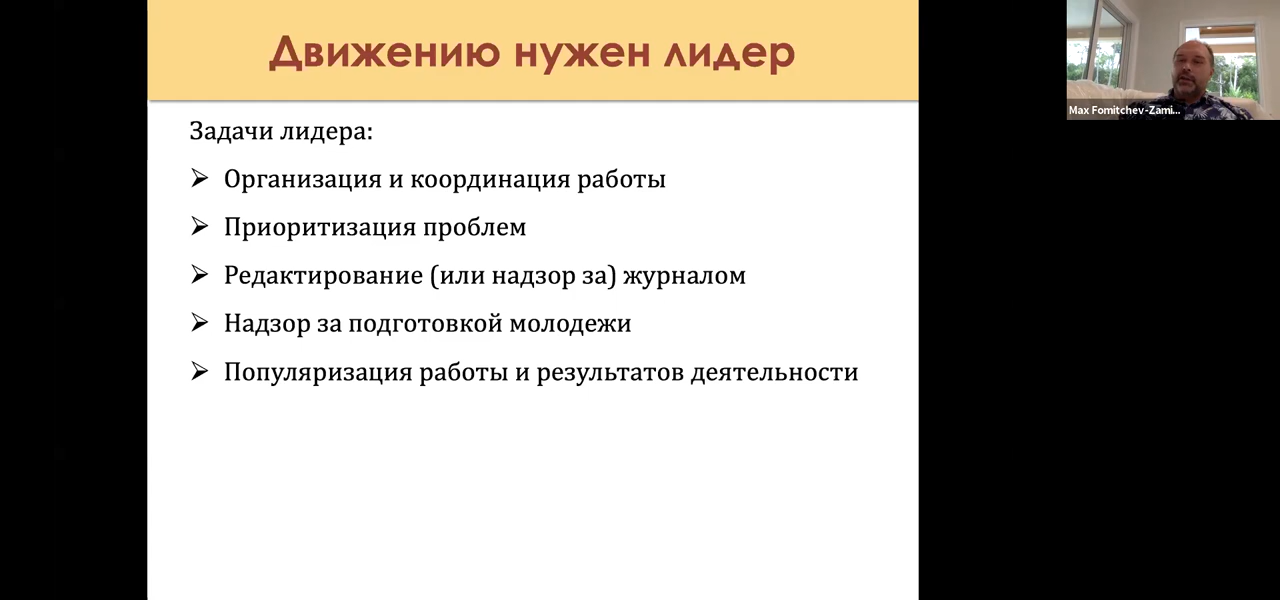 Движению нужен лидер
Max Fomitchev-Zami...
Задачи лидера:
Организация и координация работы
Приоритизация проблем
Редактирование (или надзор за) журналом
Надзор за подготовкой молодежи
Популяризация работы и результатов деятельности